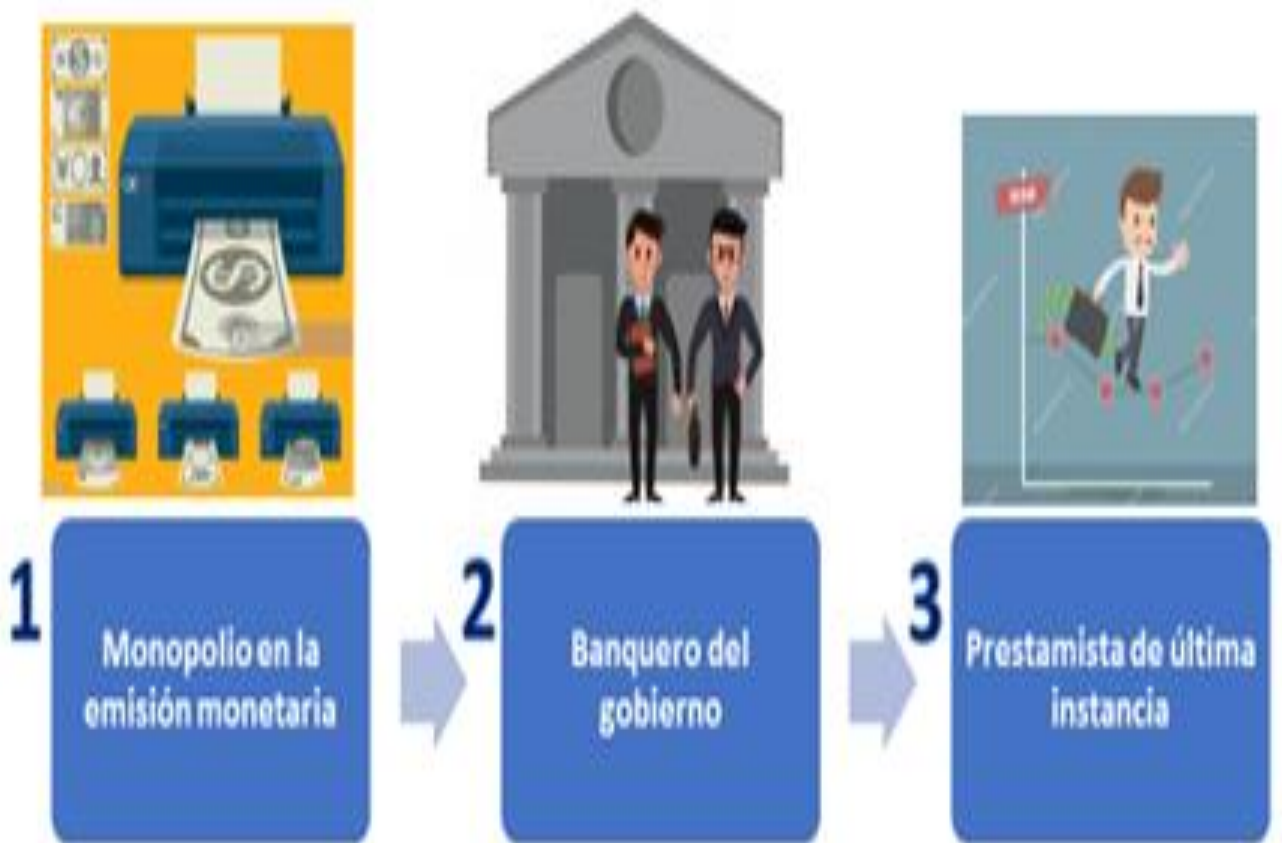 1
Monopolio en la
emisión monetaria
2
Banquero del
gobierno
3
Prestamista de última
instancia